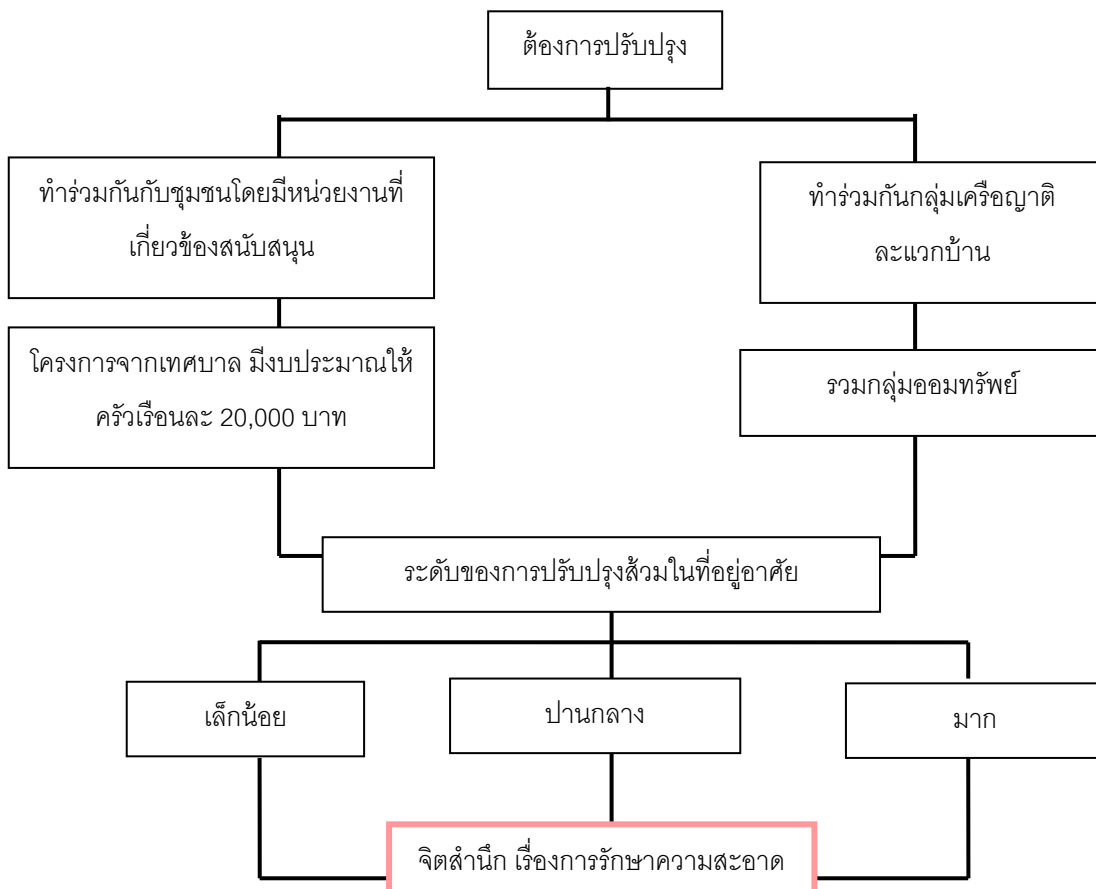 ต้องการปรับปรุง
ทำร่วมกันกับชุมชนโดยมีหน่วยงานที่
เกี่ยวข้องสนับสนุน
ทำร่วมกันกลุ่มเครือญาติ
ละแวกบ้าน
โครงการจากเทศบาล มีงบประมาณให้
ครัวเรือนละ 20,000 บาท
รวมกลุ่มออมทรัพย์
ระดับของการปรับปรุงส้วมในที่อยู่อาศัย
เล็กน้อย
ปานกลาง
มาก
จิตสำนึก เรื่องการรักษาความสะอาด